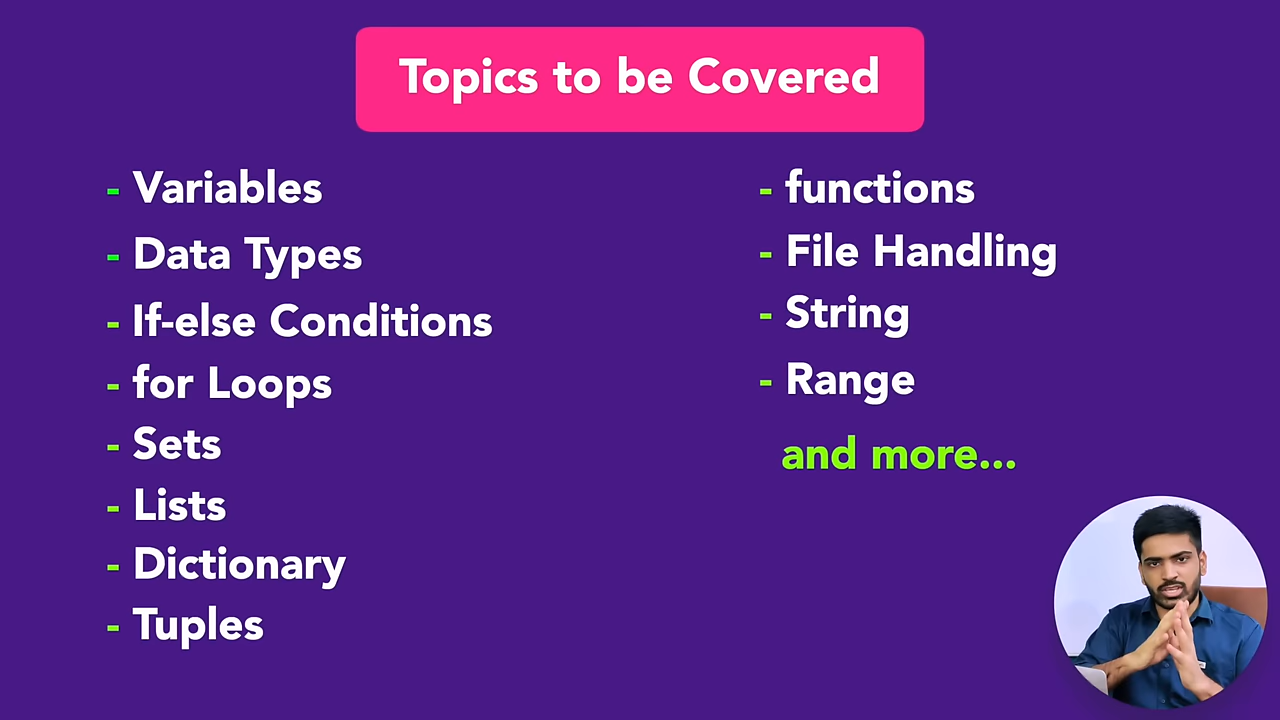 Topics to be Covered
- Variables
- Data Types
- If-else Conditions
- for Loops
- Sets
- Lists
- Dictionary
- Tuples
- functions
- File Handling
- String
- Range
and more...